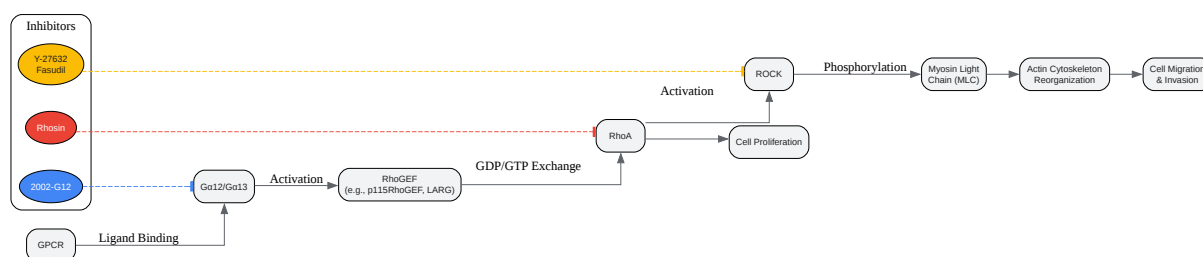 Inhibitors
Y-27632
Fasudil
Rhosin
2002-G12
GPCR
Ligand Binding
Gα12/Gα13
Activation
RhoGEF
(e.g., p115RhoGEF, LARG)
GDP/GTP Exchange
RhoA
Cell Proliferation
Activation
ROCK
Phosphorylation
Myosin Light
Chain (MLC)
Actin Cytoskeleton
Reorganization
Cell Migration
& Invasion